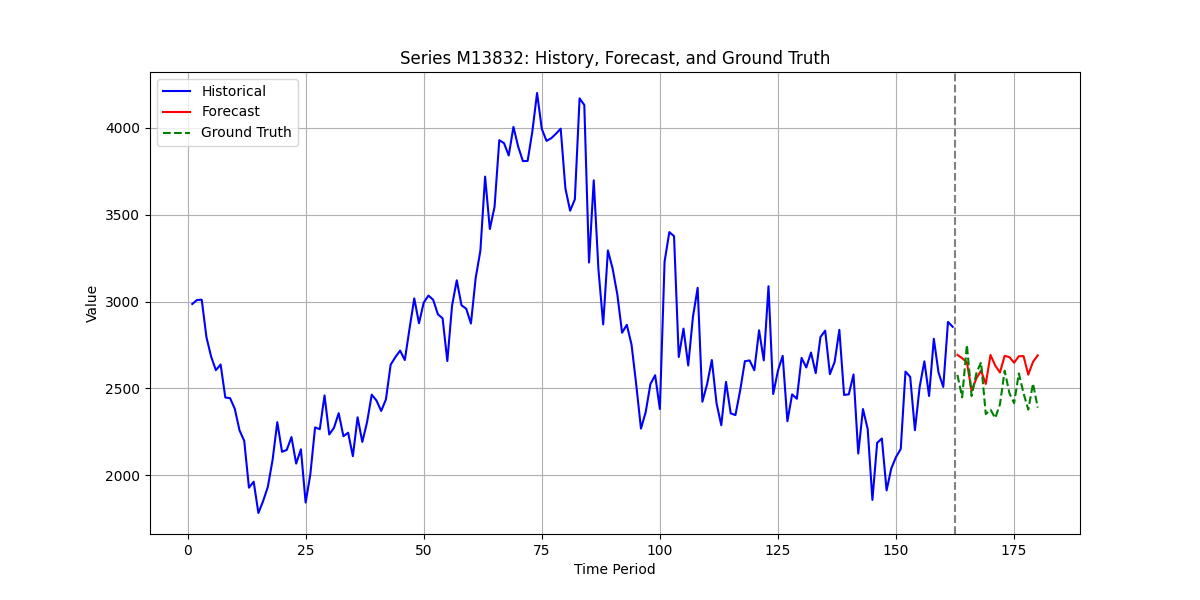 Series M13832: History, Forecast, and Ground Truth
Historical
Forecast
Ground Truth
Value
4000
3500
3000
2500
2000
0 25 50 75 100 125 150 175
Time Period